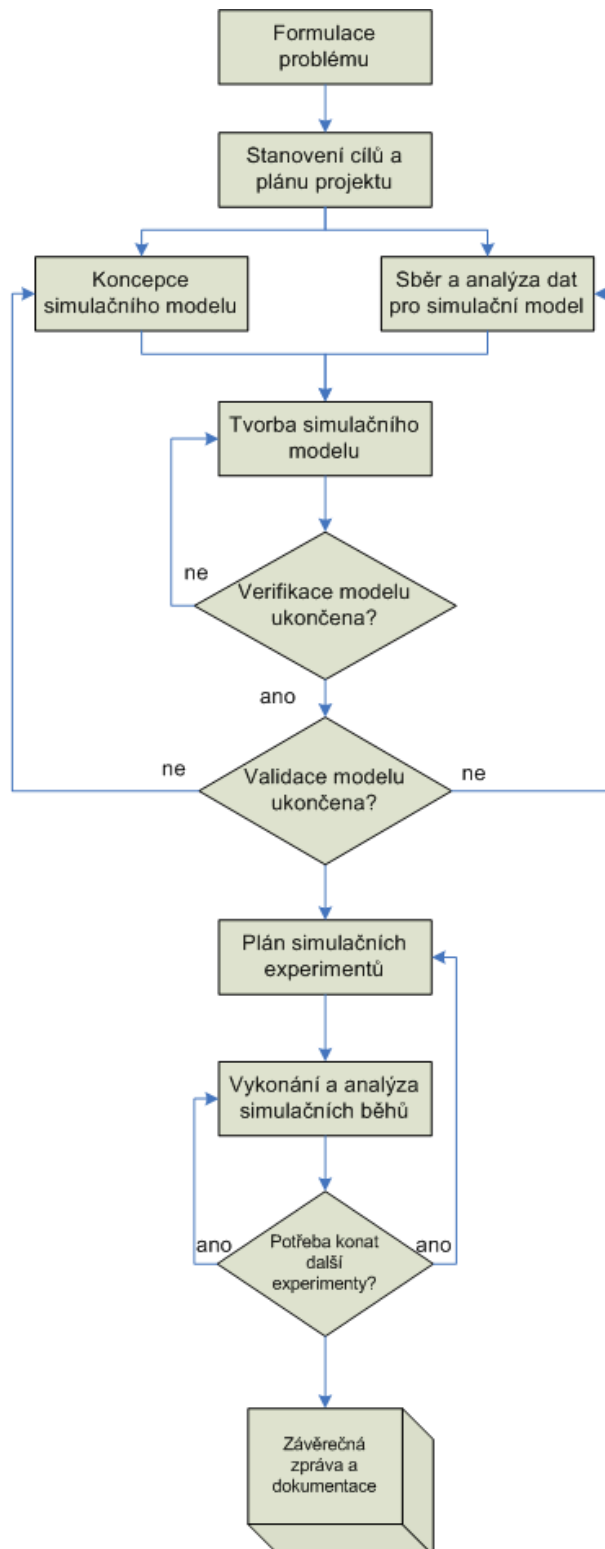 Formulace
problému
Stanovení cílů a
plánu projektu
Koncepce
simulačního modelu
Sběr a analýza dat
pro simulační model
Tvorba simulačního
modelu
ne
Verifikace modelu
ukončena?
ano
ne
Validace modelu
ukončena?
ne
Plán simulačních
experimentů
Vykonání a analýza
simulačních běhů
ano
Potřeba konat
další
experimenty?
ano
Závěrečná
zpráva a
dokumentace